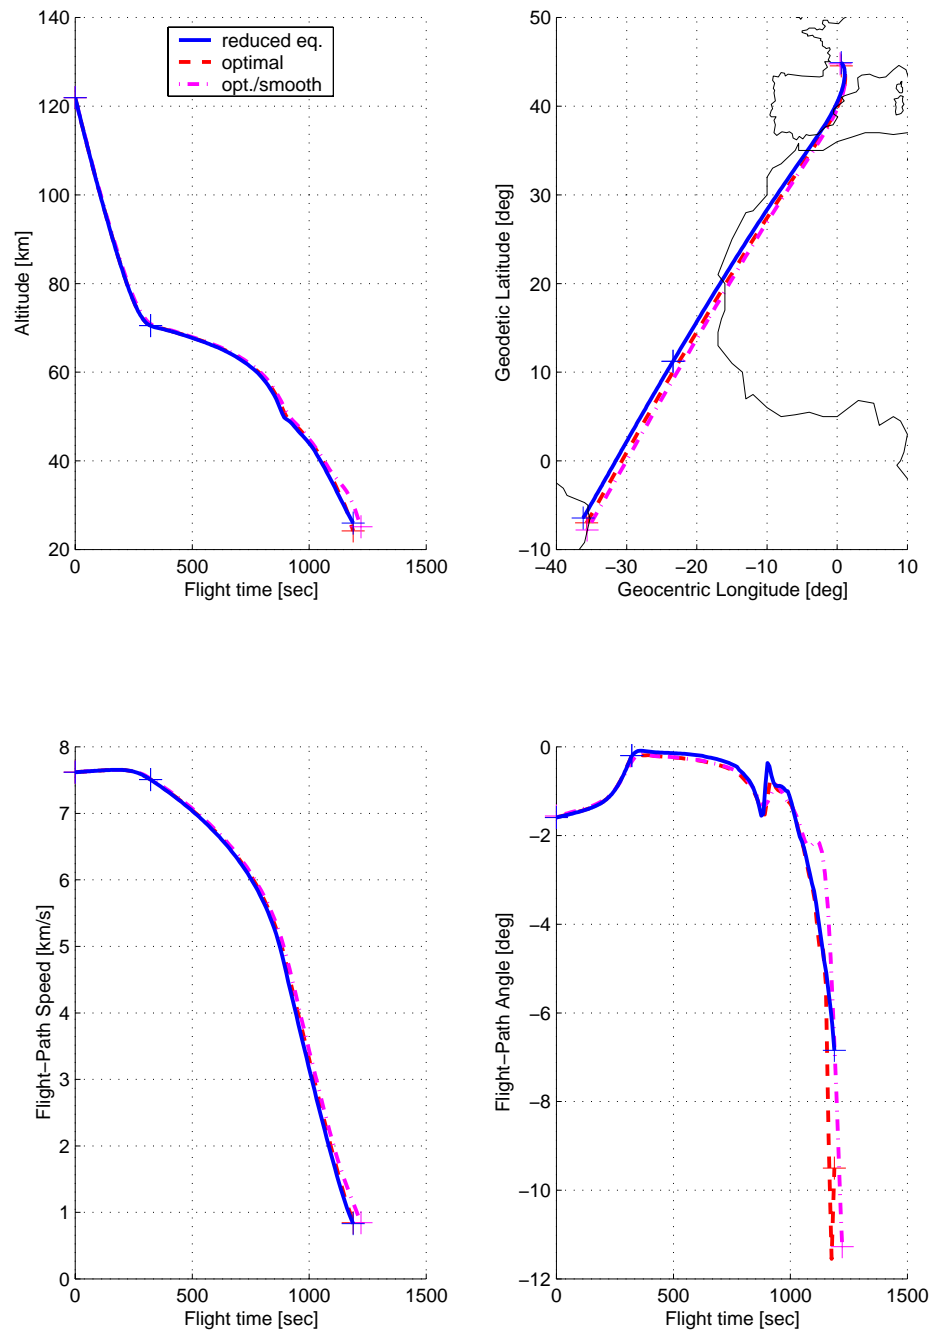 140
120
100
80
60
40
20
0 500 1000 1500
Flight time [sec]
Altitude [km]
reduced eq.
optimal
opt./smooth
50
40
30
20
10
0
−10
−40 −30 −20 −10 0 10
Geocentric Longitude [deg]
Geodetic Latitude [deg]
8
7
6
5
4
3
2
1
0
0 500 1000 1500
Flight time [sec]
Flight−Path Speed [km/s]
0
−2
−4
−6
−8
−10
−12
0 500 1000 1500
Flight time [sec]
Flight−Path Angle [deg]